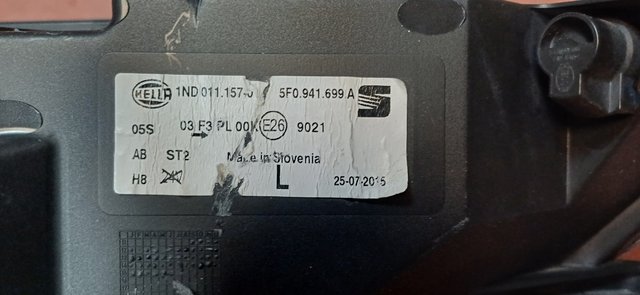 HELLA 1ND 011.157- 5F0.941.699 A
05S 03 F3 PL 00K E26 9021
AB ST2 Made in Slovenia
H8 L 25-07-2015